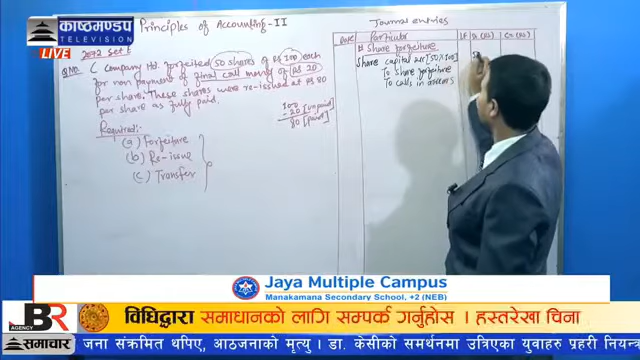 काष्ठमण्डप
TELEVISION
LIVE
Principles of Accounting-II
2072 Set B
Q.No.
C Company ltd. forfeited 50 shares of Rs 100 each
for non payment of final call money of Rs 20
per share. These shares were re-issued at Rs 80
per share as fully paid.
100
- 20 [unpaid]
80 [paid]
Required:-
(a) Forfeiture
(b) Re-issue
(c) Transfer
Journal entries
Date Particular LF Dr (Rs) Cr (Rs)
# Share forfeiture
Share capital a/c [50×100]
To share forfeiture
To calls in arrears
Jaya Multiple Campus
Manakamana Secondary School, +2 (NEB)
JBR
AGENCY
विधिद्वारा समाधानको लागि सम्पर्क गर्नुहोस । हस्तरेखा चिना
समाचार
जना संक्रमित थपिए, आठजनाको मृत्यु । डा. केसीको समर्थनमा उत्रिएका युवाहरु प्रहरी नियन्त्र